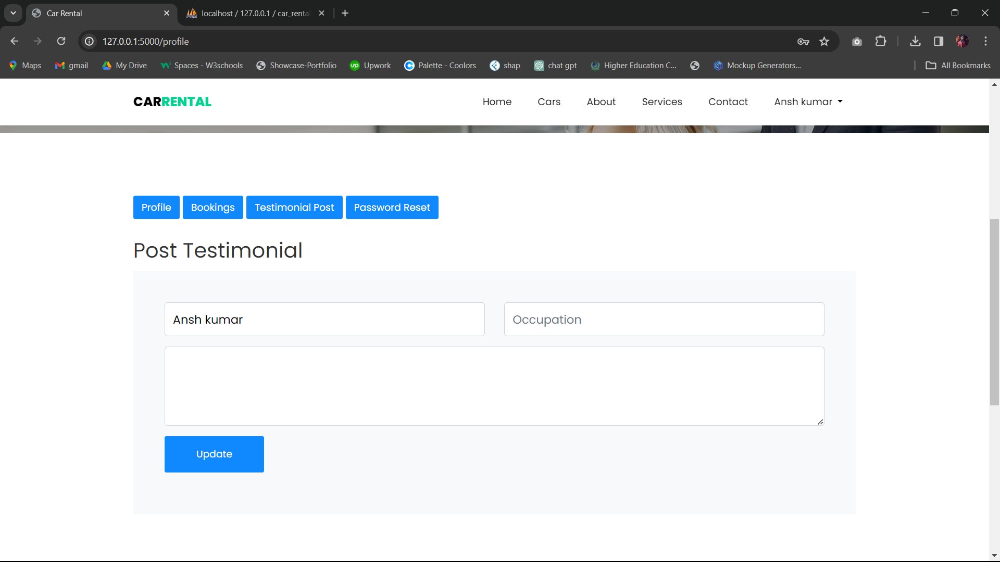 Car Rental
localhost / 127.0.0.1 / car_renta
127.0.0.1:5000/profile
Maps
gmail
My Drive
Spaces - W3schools
Showcase-Portfolio
up
Upwork
Palette - Coolors
shap
chat gpt
Higher Education C...
Mockup Generators...
All Bookmarks
CARRENTAL
Home
Cars
About
Services
Contact
Ansh kumar
Profile
Bookings
Testimonial Post
Password Reset
Post Testimonial
Ansh kumar
Occupation
Update